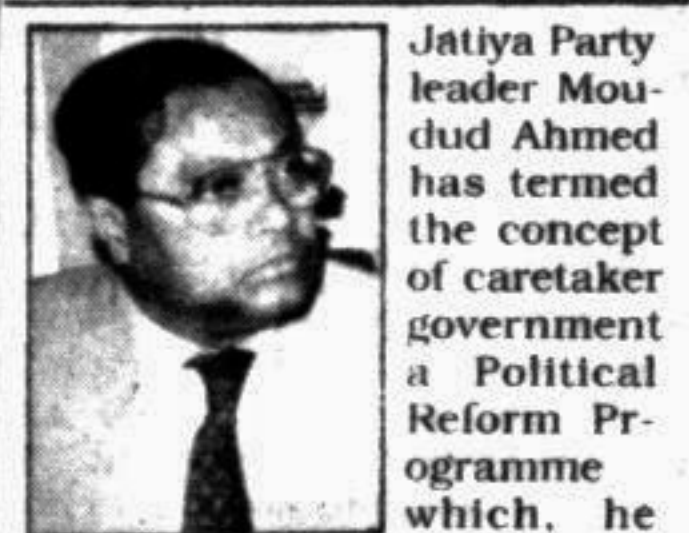 Jatiya Party
leader Mou-
dud Ahmed
has termed
the concept
of caretaker
government
a Political
Reform Pr-
ogramme
which, he